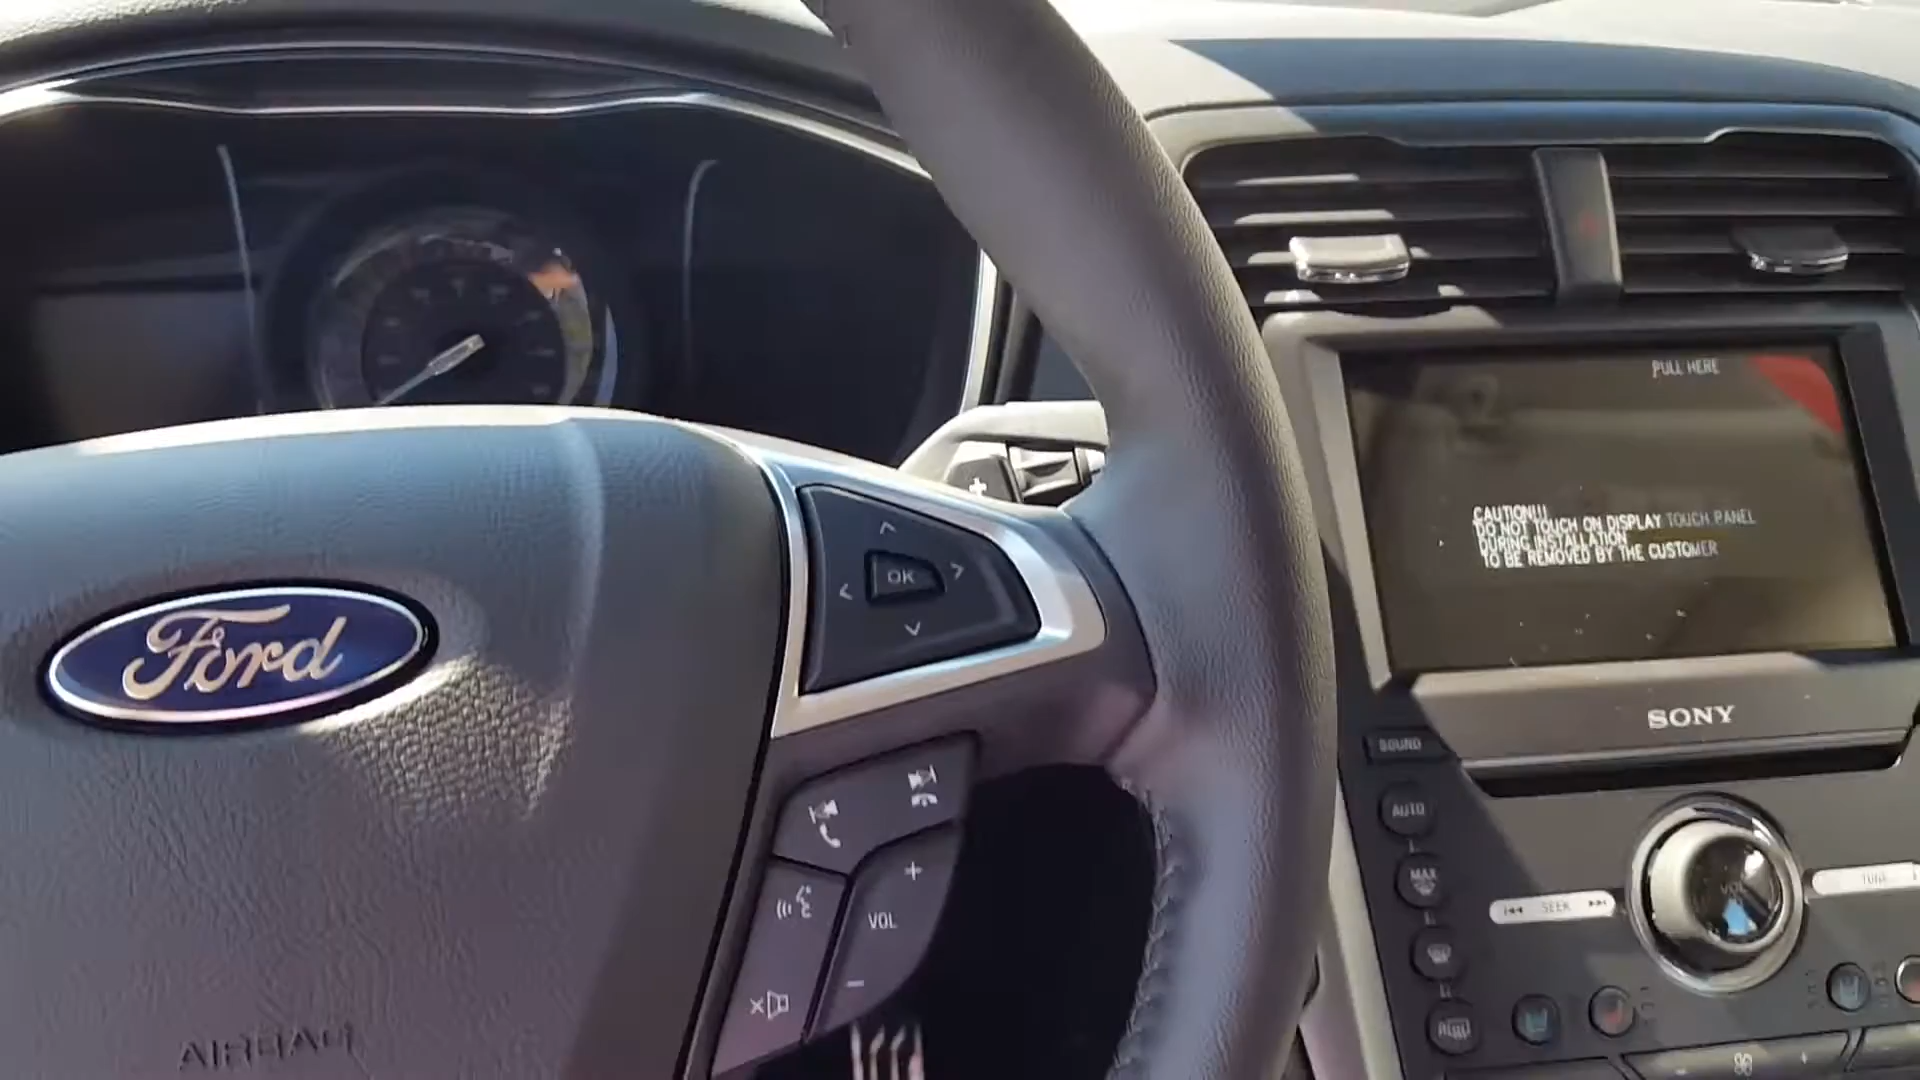 PULL HERE
CAUTION!!!
DO NOT TOUCH ON DISPLAY TOUCH PANEL
DURING INSTALLATION
TO BE REMOVED BY THE CUSTOMER
OK
Ford
SONY
SOUND
AUTO
MAX
VOL
SEEK
VOL
TUNE
AIRBAG